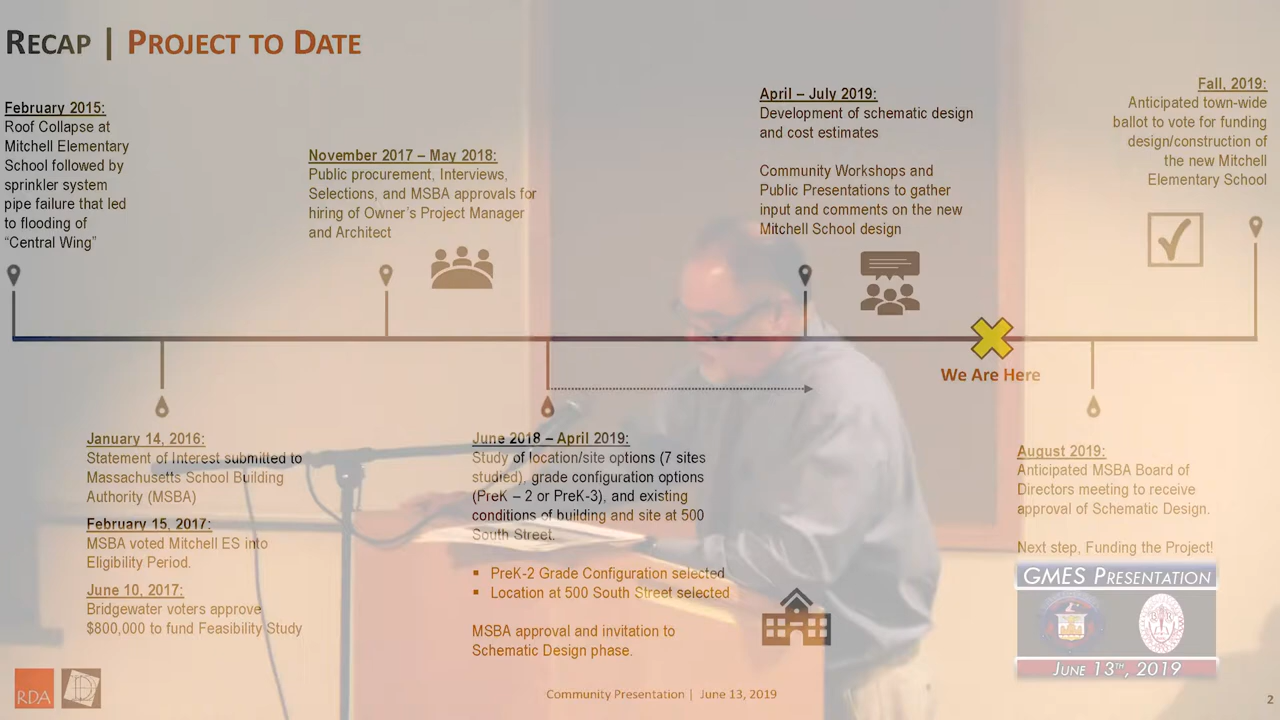 RECAP | PROJECT TO DATE
February 2015:
Roof Collapse at
Mitchell Elementary
School followed by
sprinkler system
pipe failure that led
to flooding of
“Central Wing”
November 2017 – May 2018:
Public procurement, Interviews,
Selections, and MSBA approvals for
hiring of Owner’s Project Manager
and Architect
April – July 2019:
Development of schematic design
and cost estimates
Community Workshops and
Public Presentations to gather
input and comments on the new
Mitchell School design
Fall, 2019:
Anticipated town-wide
ballot to vote for funding
design/construction of
the new Mitchell
Elementary School
We Are Here
January 14, 2016:
Statement of Interest submitted to
Massachusetts School Building
Authority (MSBA)
February 15, 2017:
MSBA voted Mitchell ES into
Eligibility Period.
June 10, 2017:
Bridgewater voters approve
$800,000 to fund Feasibility Study
June 2018 – April 2019:
Study of location/site options (7 sites
studied), grade configuration options
(PreK – 2 or PreK-3), and existing
conditions of building and site at 500
South Street.
▪ PreK-2 Grade Configuration selected
▪ Location at 500 South Street selected
MSBA approval and invitation to
Schematic Design phase.
August 2019:
Anticipated MSBA Board of
Directors meeting to receive
approval of Schematic Design.
Next step, Funding the Project!
GMES PRESENTATION
JUNE 13TH, 2019
RDA
Community Presentation | June 13, 2019
2